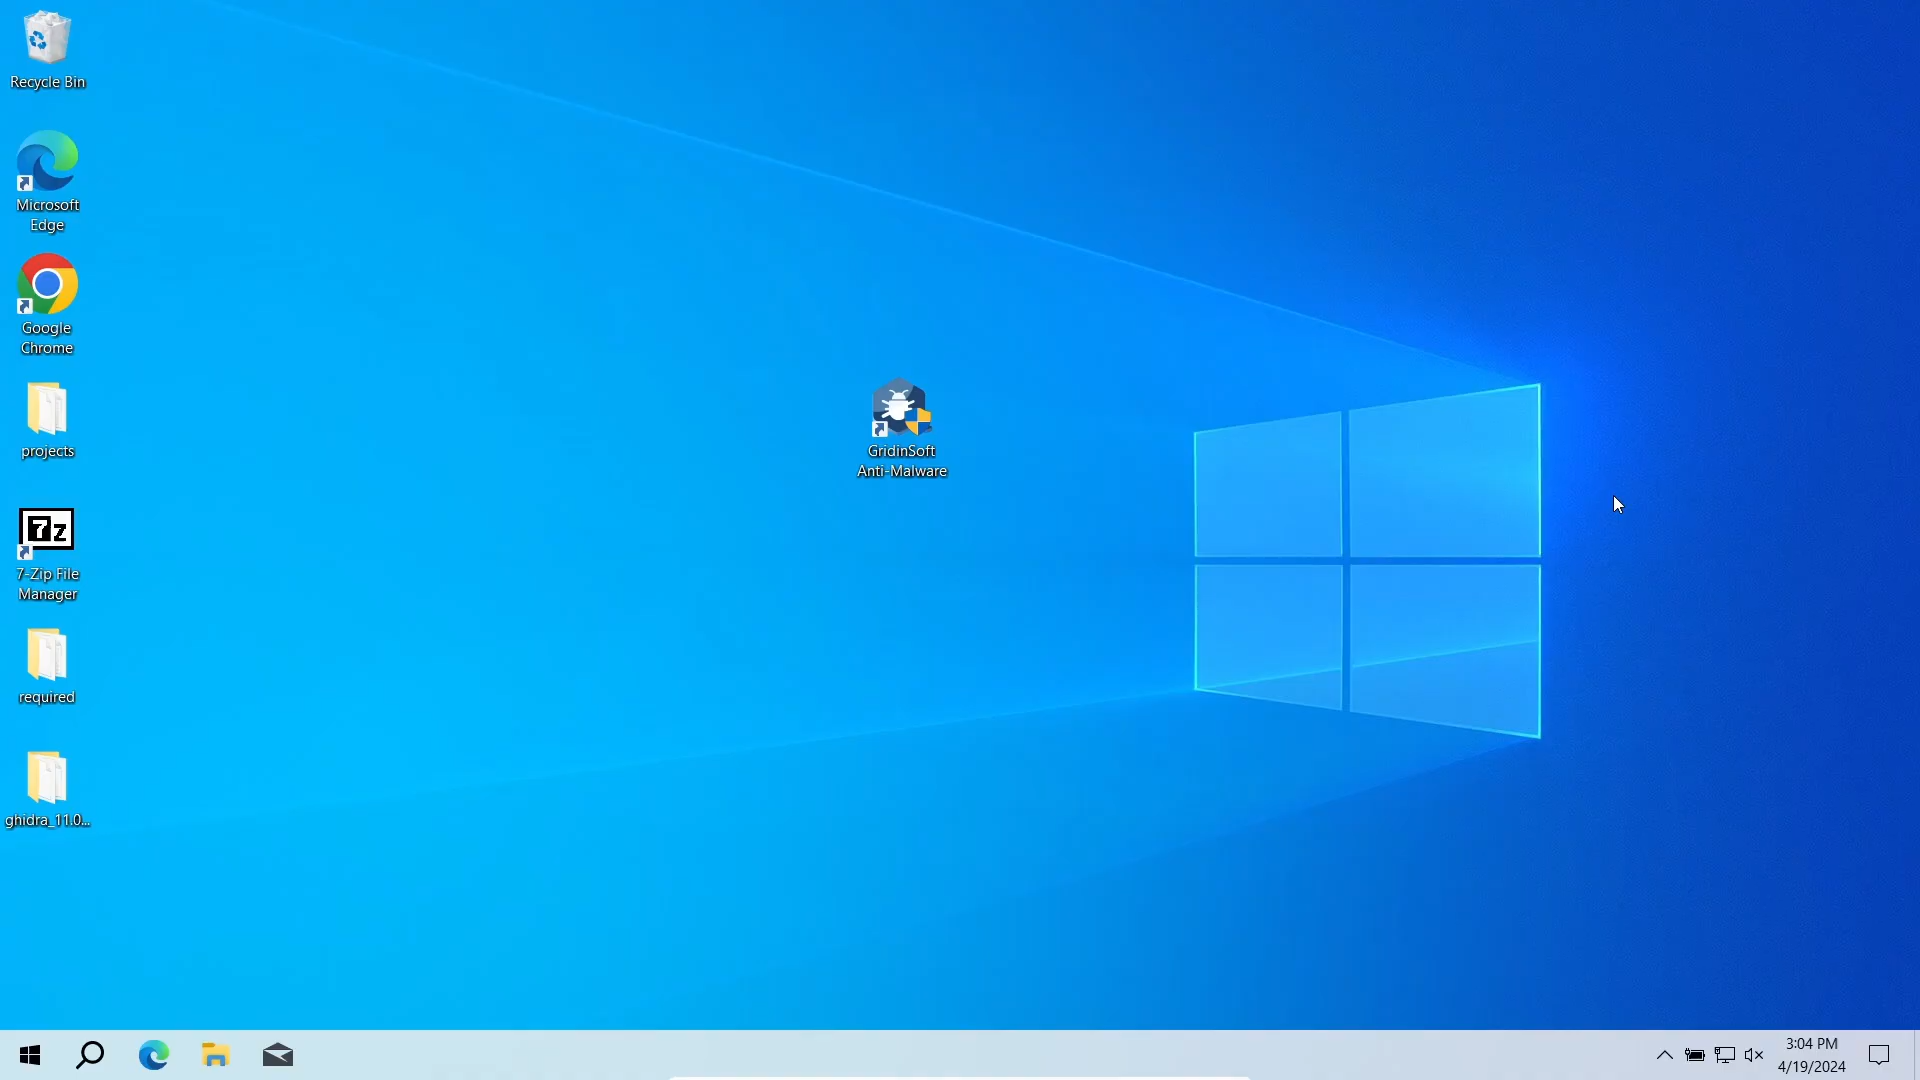 Recycle Bin
Microsoft
Edge
Google
Chrome
projects
7z
7-Zip File
Manager
required
ghidra_11.0...
GridinSoft
Anti-Malware
3:04 PM
4/19/2024